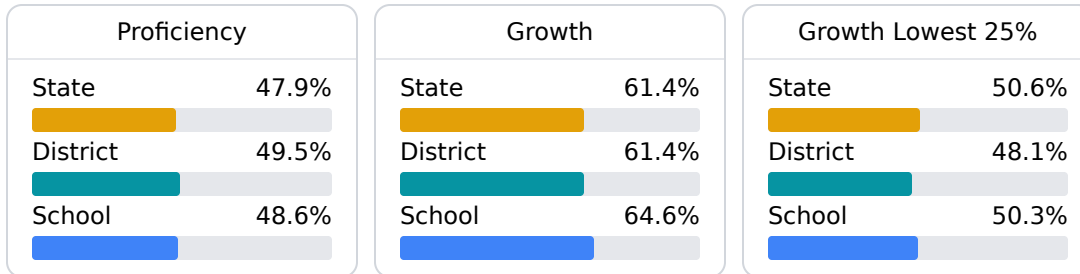 Proficiency
State 47.9%
District 49.5%
School 48.6%
Growth
State 61.4%
District 61.4%
School 64.6%
Growth Lowest 25%
State 50.6%
District 48.1%
School 50.3%